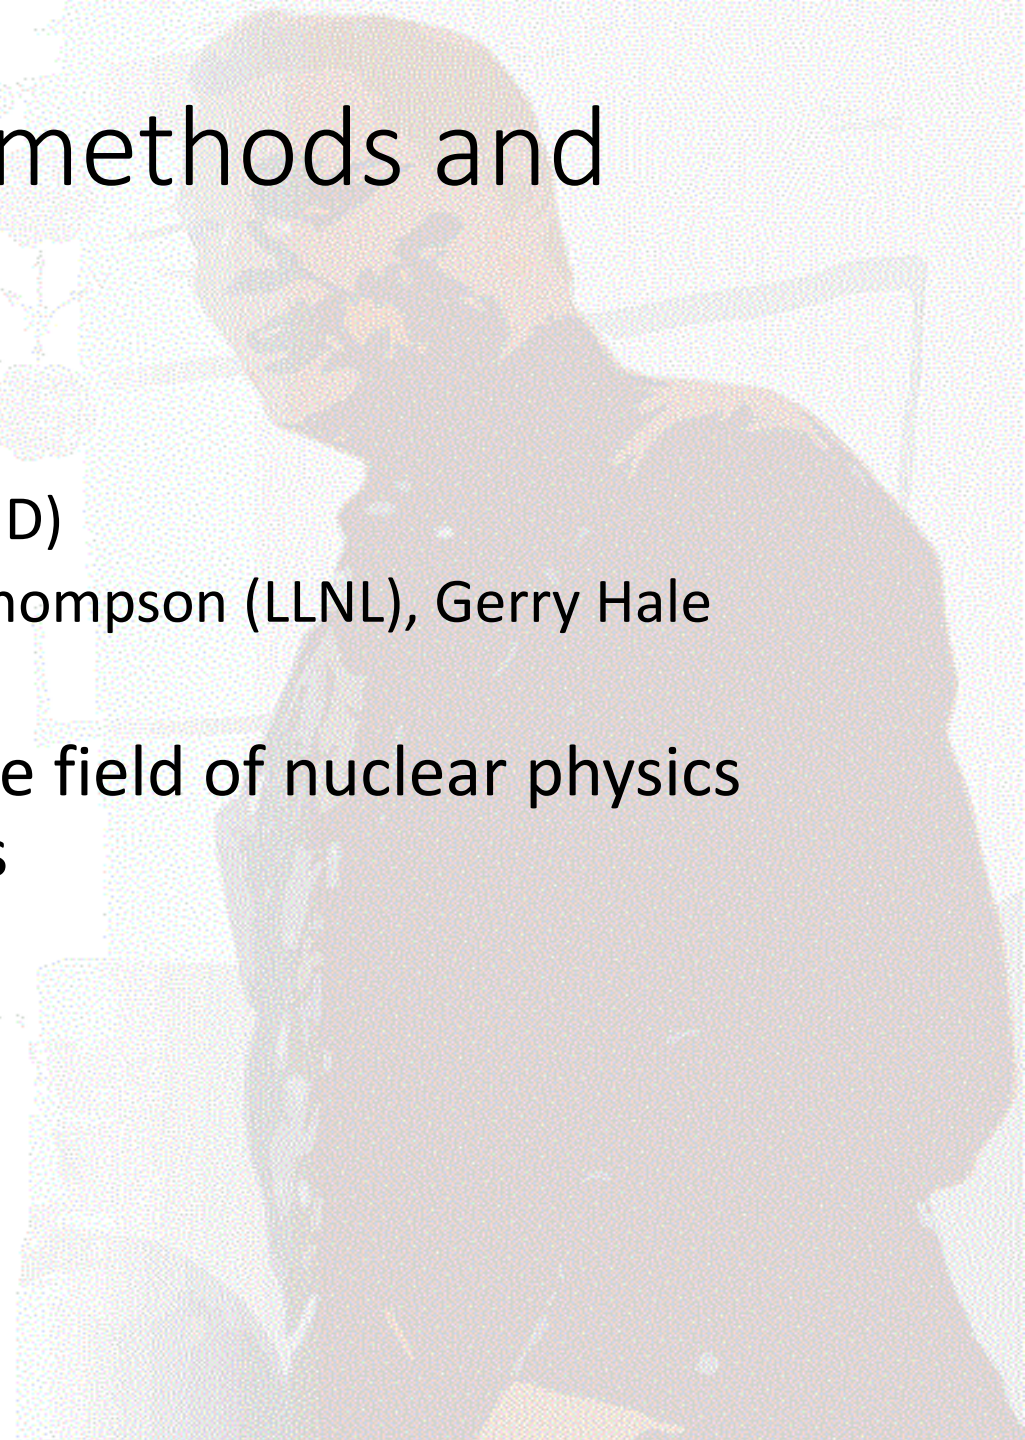 methods and
D)
hompson (LLNL), Gerry Hale
e field of nuclear physics
s